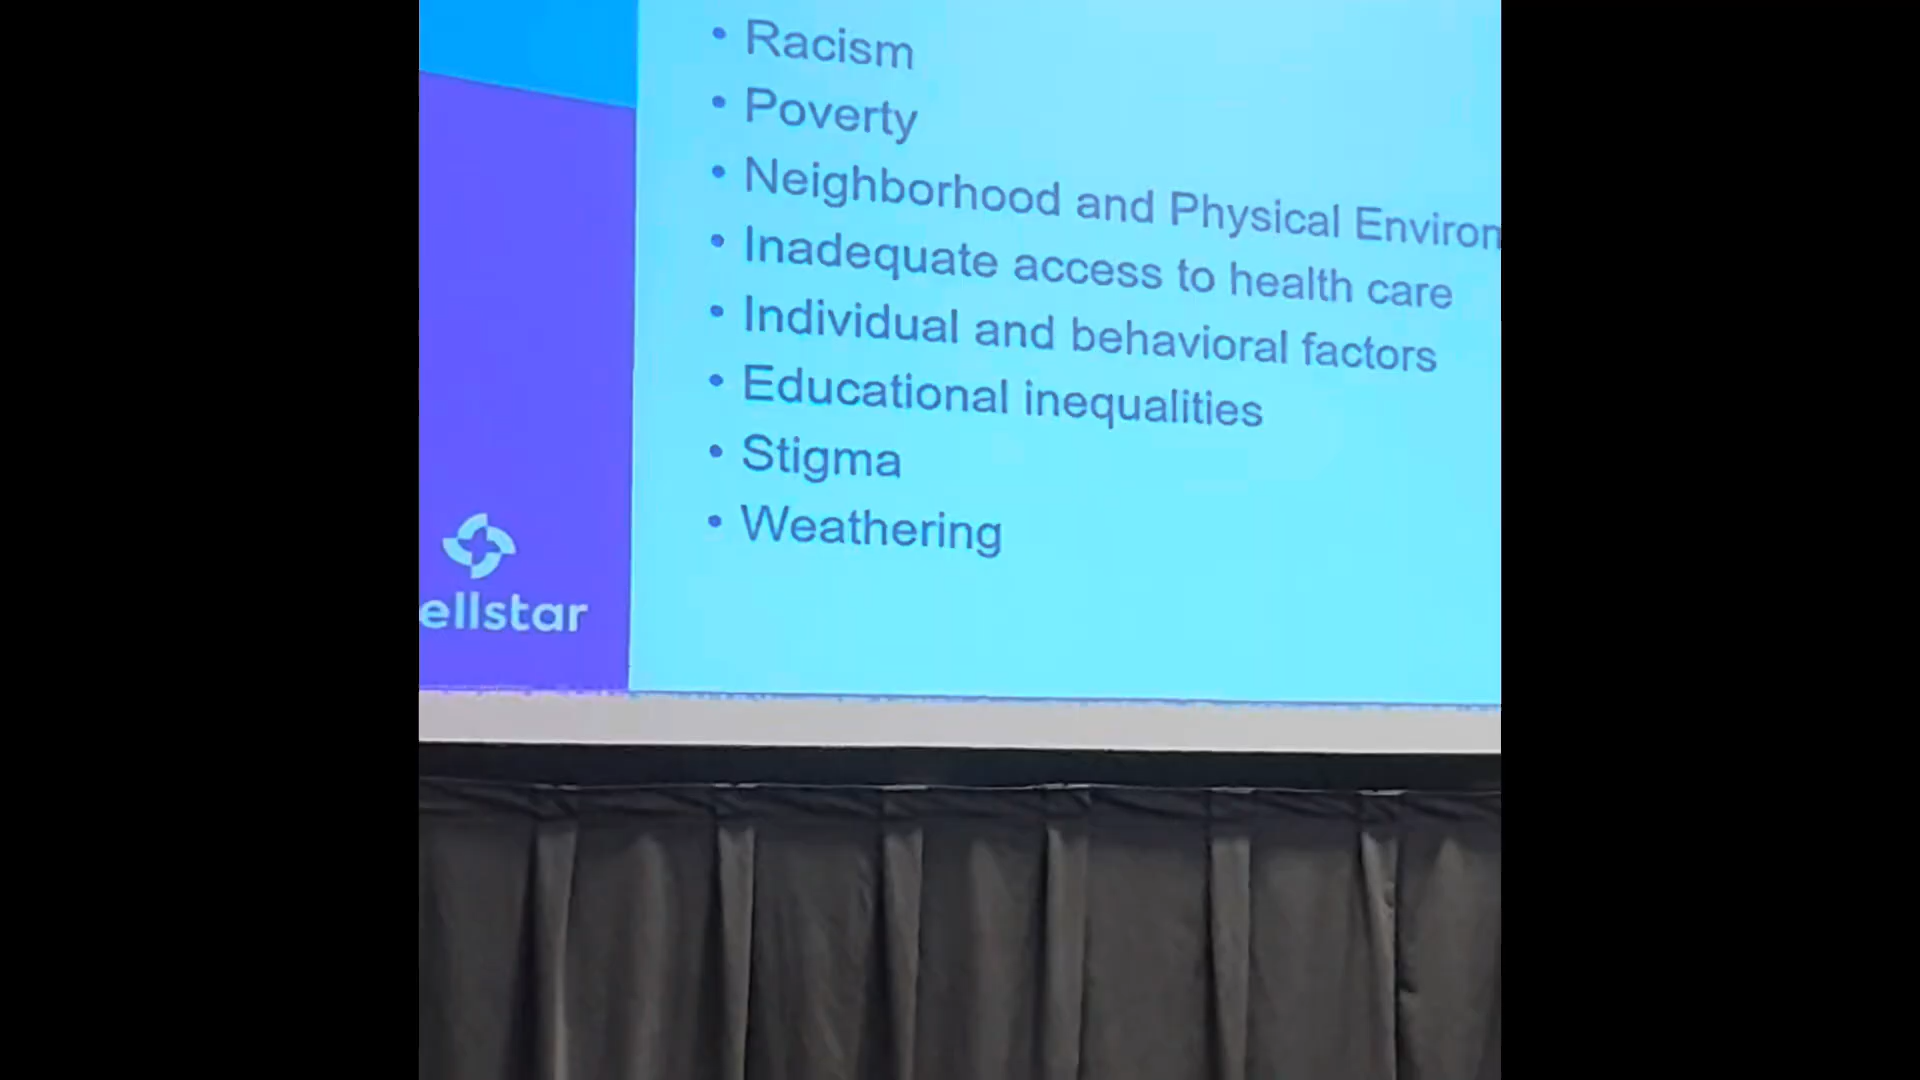 • Racism
• Poverty
• Neighborhood and Physical Environ
• Inadequate access to health care
• Individual and behavioral factors
• Educational inequalities
• Stigma
• Weathering
ellstar